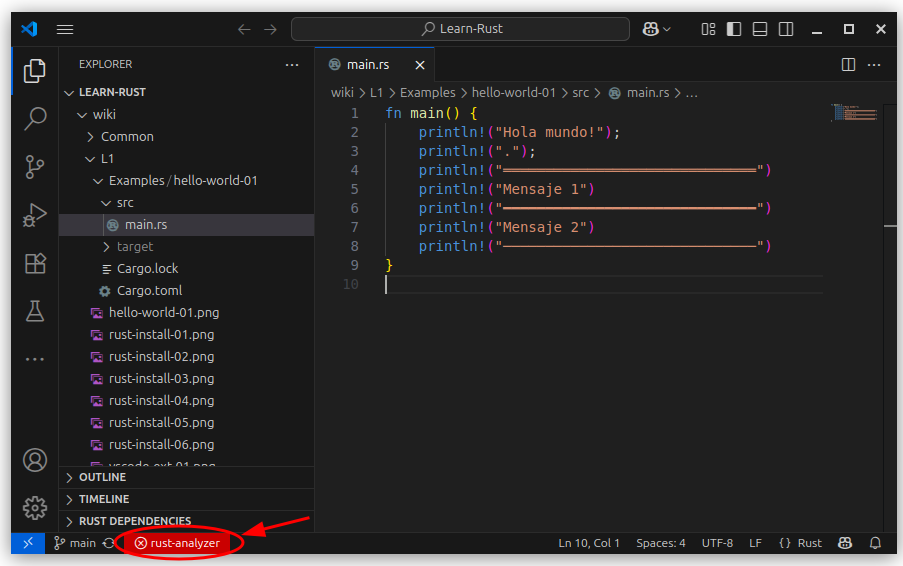 Learn-Rust
EXPLORER
LEARN-RUST
wiki
Common
L1
Examples / hello-world-01
src
main.rs
target
Cargo.lock
Cargo.toml
hello-world-01.png
rust-install-01.png
rust-install-02.png
rust-install-03.png
rust-install-04.png
rust-install-05.png
rust-install-06.png
vscode-ext-01.png
OUTLINE
TIMELINE
RUST DEPENDENCIES
main.rs
wiki > L1 > Examples > hello-world-01 > src > main.rs > ...
1 fn main() {
2 println!("Hola mundo!");
3 println!(".");
4 println!("──────────────────────────────")
5 println!("Mensaje 1")
6 println!("──────────────────────────────")
7 println!("Mensaje 2")
8 println!("──────────────────────────────")
9 }
10
main rust-analyzer Ln 10, Col 1 Spaces: 4 UTF-8 LF {} Rust